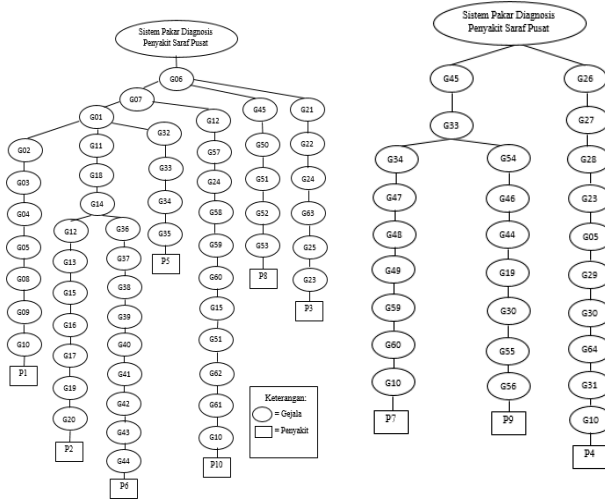 Sistem Pakar Diagnosis
Penyakit Saraf Pusat
G06
G07
G45
G21
G01
G12
G32
G02
G11
G57
G50
G22
G03
G18
G33
G24
G51
G24
G04
G14
G34
G58
G52
G63
G05
G12
G36
G35
G59
G53
G25
G08
G13
G37
P5
G60
P8
G23
G09
G15
G38
G15
P3
G10
G16
G39
G51
P1
G17
G40
G62
G19
G41
G61
G20
G42
G10
P2
G43
P10
G44
P6
Keterangan:
= Gejala
= Penyakit
Sistem Pakar Diagnosis
Penyakit Saraf Pusat
G45
G26
G33
G27
G34
G54
G28
G47
G46
G23
G48
G44
G05
G49
G19
G29
G59
G30
G30
G60
G55
G64
G10
G56
G31
P7
P9
G10
P4